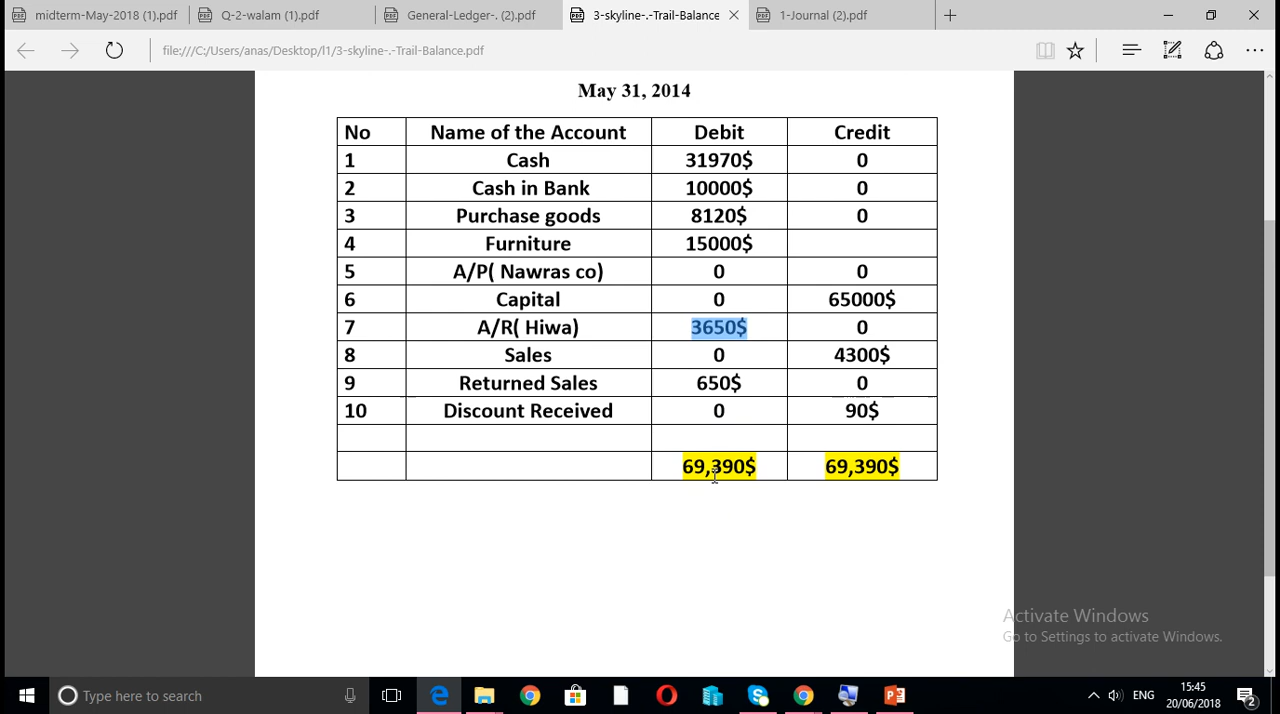 midterm-May-2018 (1).pdf
Q-2-walam (1).pdf
General-Ledger-. (2).pdf
3-skyline-.-Trail-Balance
1-Journal (2).pdf
file:///C:/Users/anas/Desktop/l1/3-skyline-.-Trail-Balance.pdf
May 31, 2014
No Name of the Account Debit Credit
1 Cash 31970$ 0
2 Cash in Bank 10000$ 0
3 Purchase goods 8120$ 0
4 Furniture 15000$
5 A/P( Nawras co) 0 0
6 Capital 0 65000$
7 A/R( Hiwa) 3650$ 0
8 Sales 0 4300$
9 Returned Sales 650$ 0
10 Discount Received 0 90$
69,390$ 69,390$
Activate Windows
Go to Settings to activate Windows.
Type here to search
ENG
15:45
20/06/2018
2